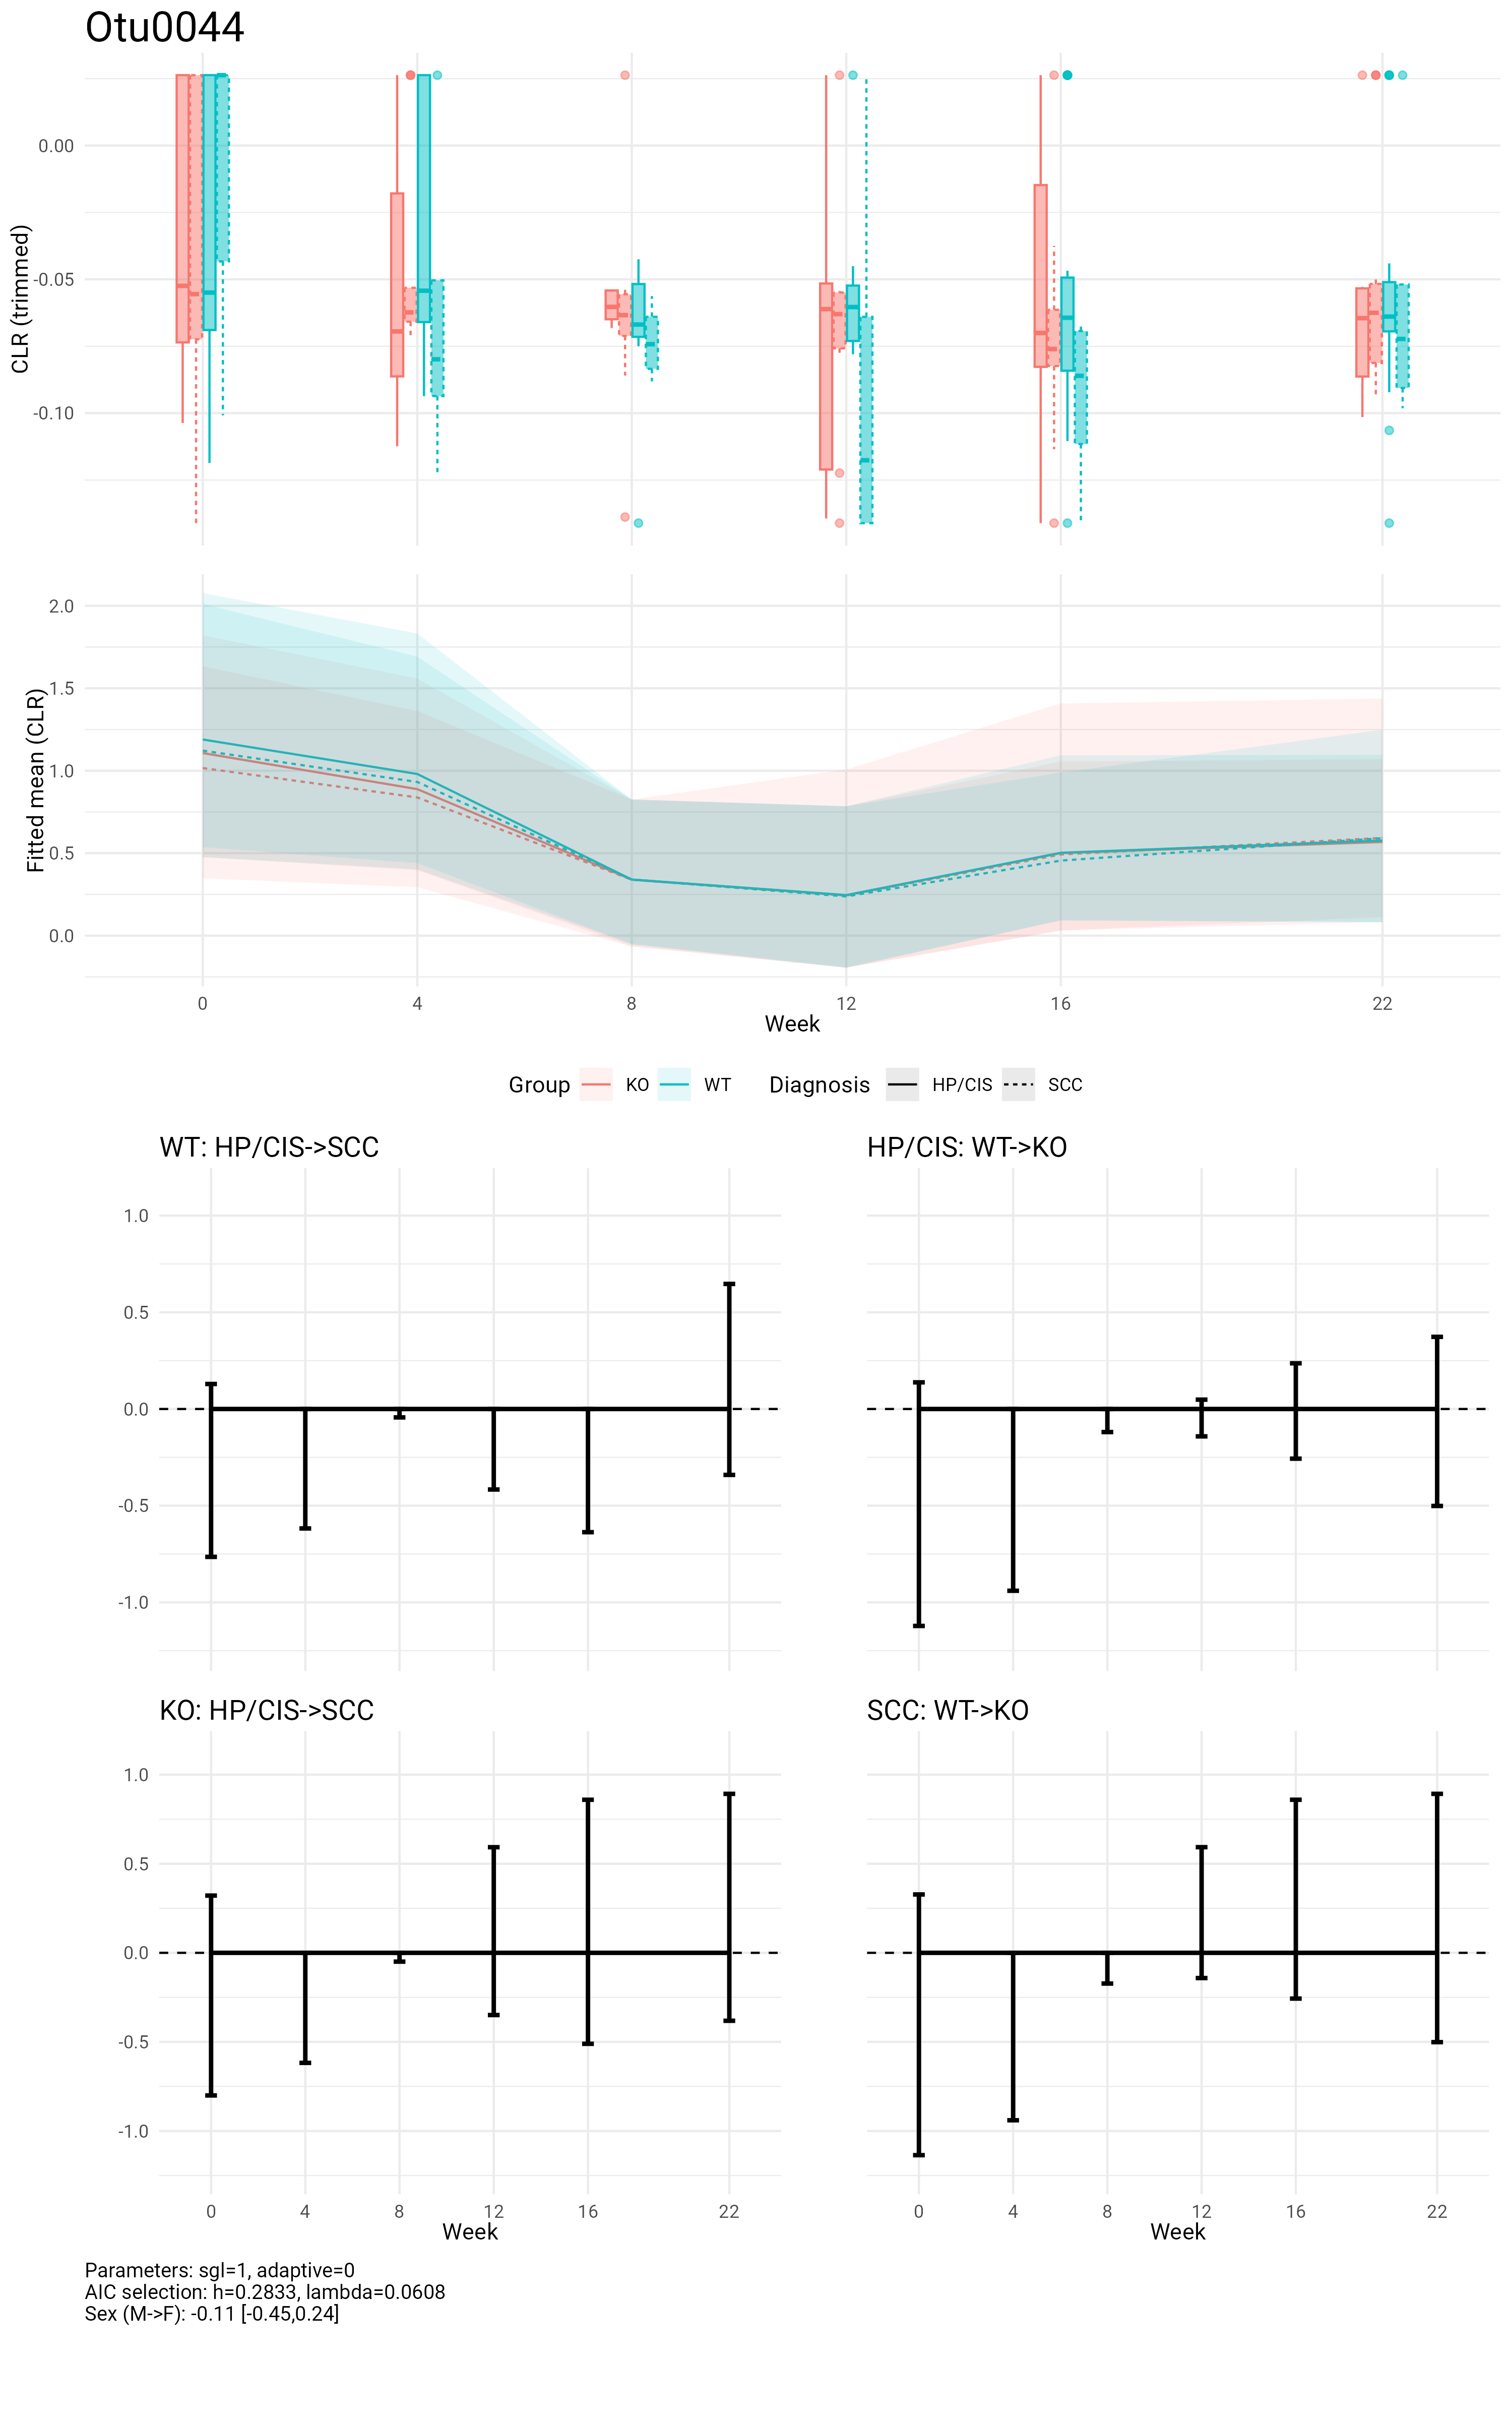 Otu0044
CLR (trimmed)
0.00
-0.05
-0.10
Fitted mean (CLR)
2.0
1.5
1.0
0.5
0.0
0 4 8 12 16 22
Week
Group KO WT Diagnosis HP/CIS SCC
WT: HP/CIS->SCC
HP/CIS: WT->KO
1.0
0.5
0.0
-0.5
-1.0
KO: HP/CIS->SCC
SCC: WT->KO
1.0
0.5
0.0
-0.5
-1.0
0 4 8 12 16 22
Week
0 4 8 12 16 22
Week
Parameters: sgl=1, adaptive=0
AIC selection: h=0.2833, lambda=0.0608
Sex (M->F): -0.11 [-0.45,0.24]